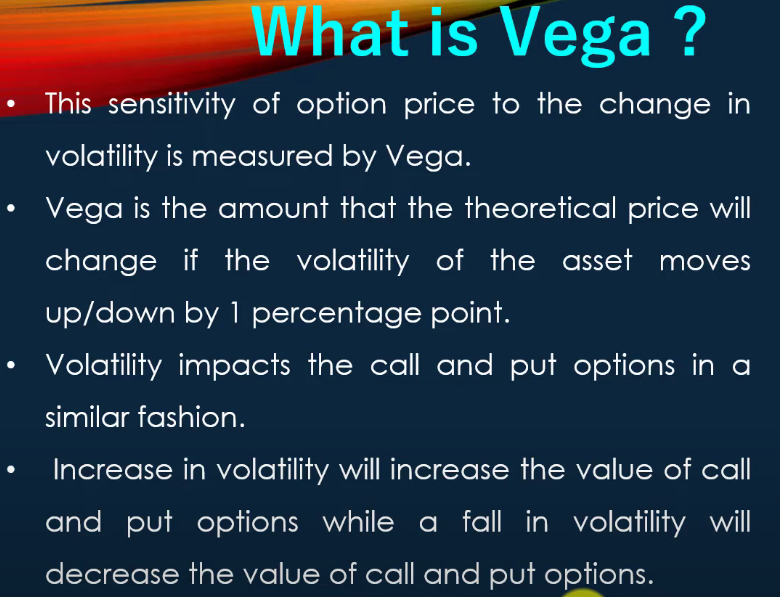 What is Vega ?
• This sensitivity of option price to the change in
volatility is measured by Vega.
• Vega is the amount that the theoretical price will
change if the volatility of the asset moves
up/down by 1 percentage point.
• Volatility impacts the call and put options in a
similar fashion.
• Increase in volatility will increase the value of call
and put options while a fall in volatility will
decrease the value of call and put options.